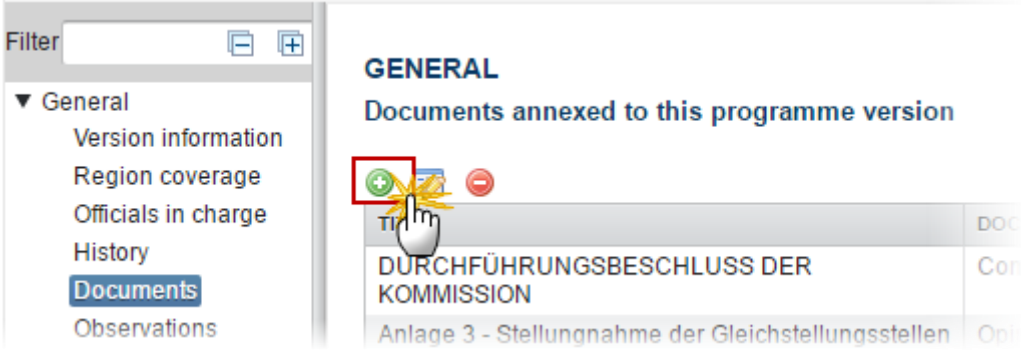 Filter
▼ General
Version information
Region coverage
Officials in charge
History
Documents
Observations
GENERAL
Documents annexed to this programme version
DURCHFÜHRUNGSBESCHLUSS DER
KOMMISSION
Anlage 3 - Stellungnahme der Gleichstellungsstellen